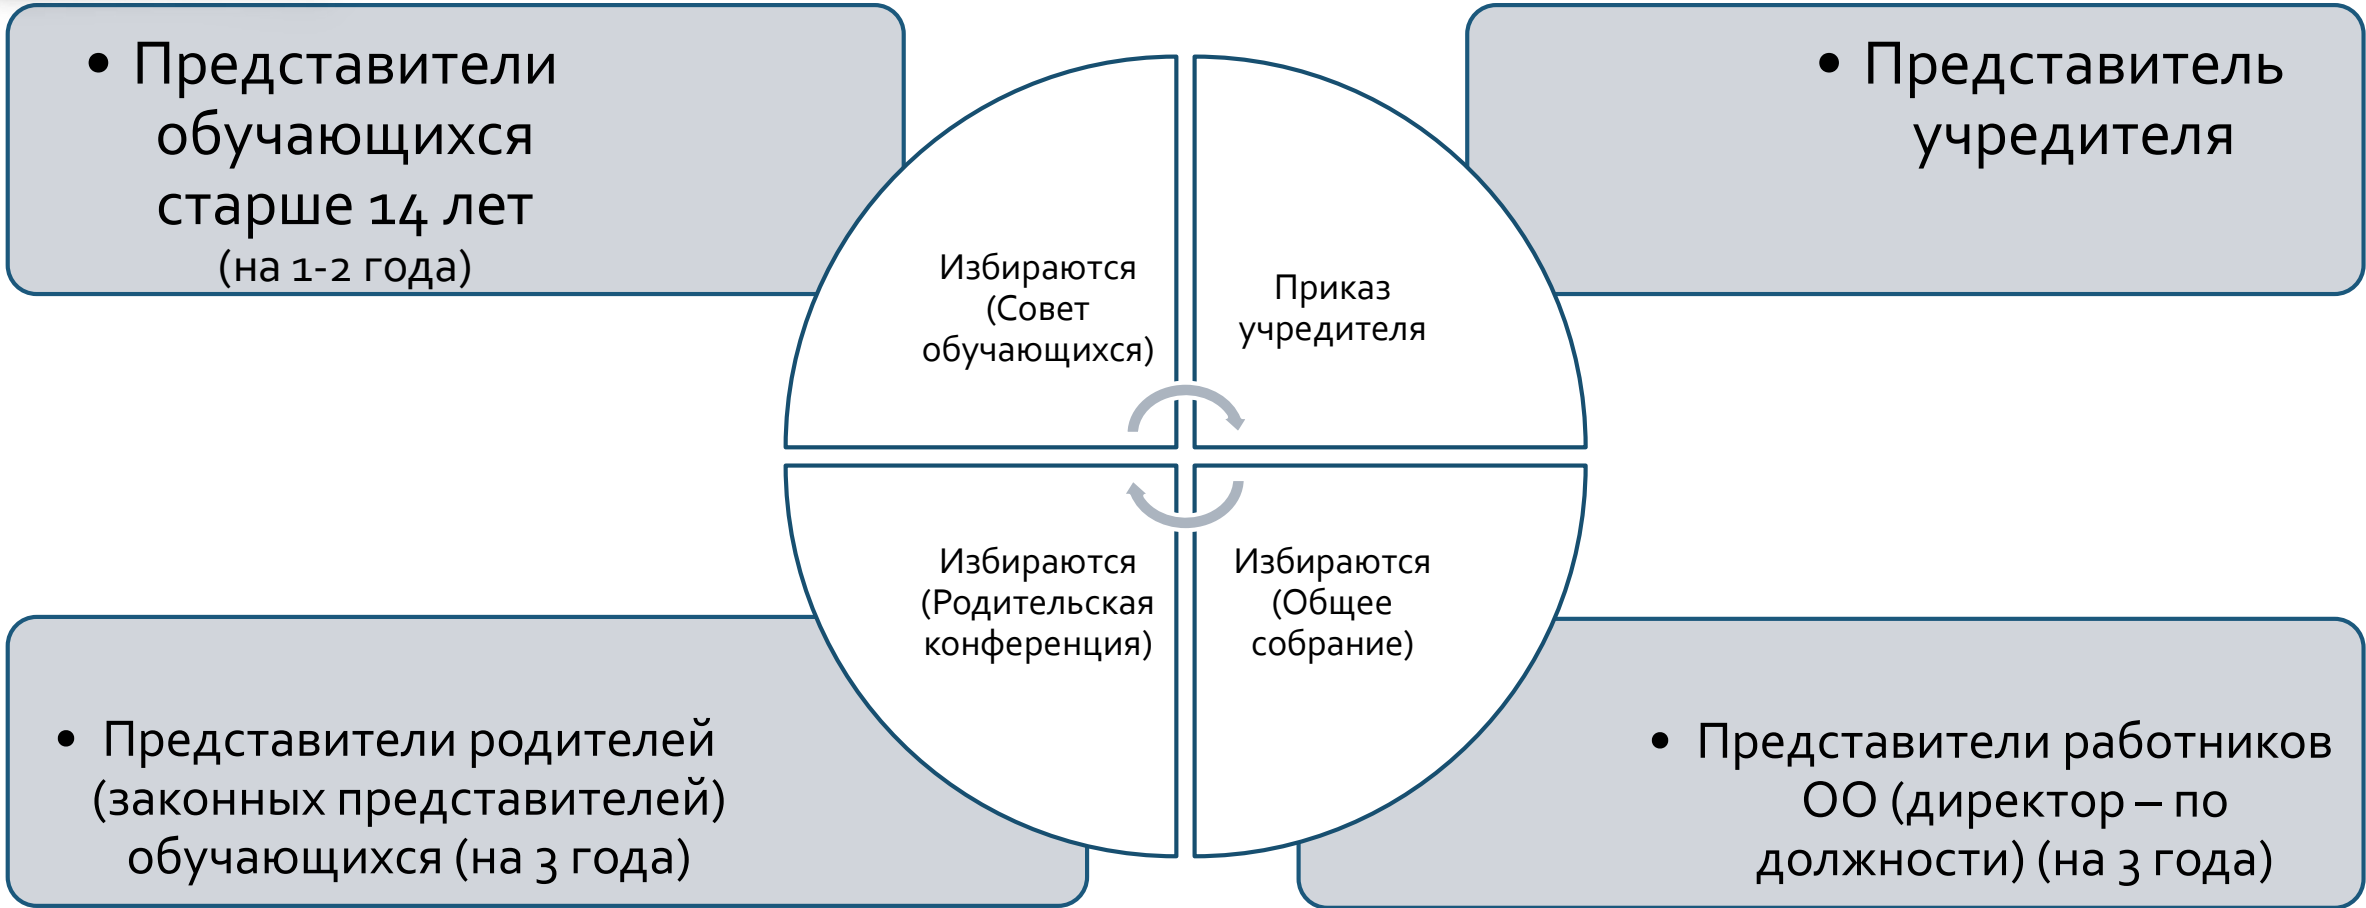 • Представители
обучающихся
старше 14 лет
(на 1-2 года)
• Представитель
учредителя
Избираются
(Совет
обучающихся)
Приказ
учредителя
Избираются
(Родительская
конференция)
Избираются
(Общее
собрание)
• Представители родителей
(законных представителей)
обучающихся (на 3 года)
• Представители работников
ОО (директор – по
должности) (на 3 года)